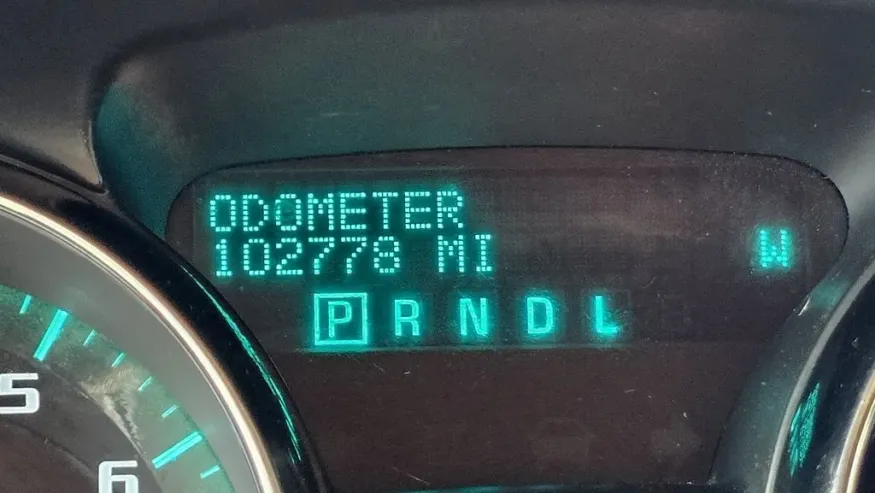 ODOMETER
102778 MI
W
P R N D L
5
6